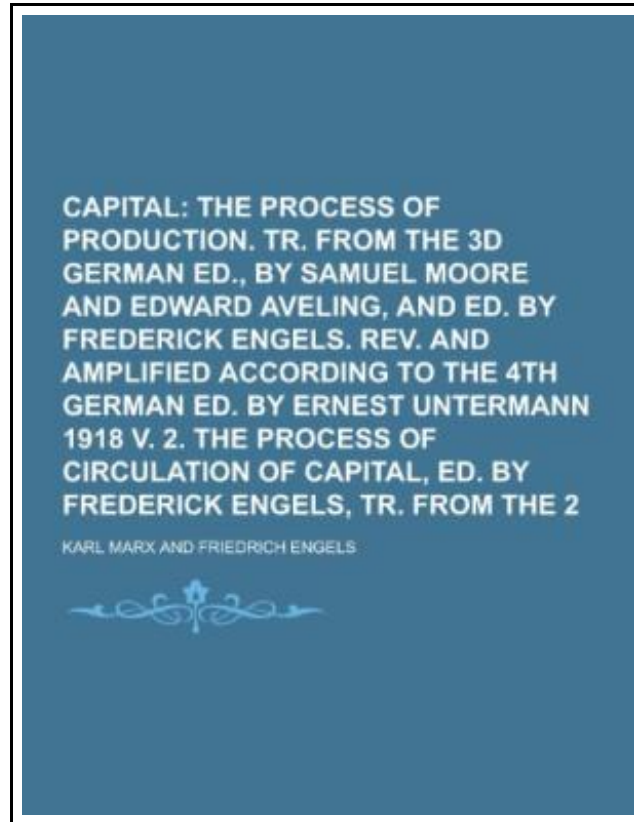 CAPITAL: THE PROCESS OF
PRODUCTION. TR. FROM THE 3D
GERMAN ED., BY SAMUEL MOORE
AND EDWARD AVELING, AND ED. BY
FREDERICK ENGELS. REV. AND
AMPLIFIED ACCORDING TO THE 4TH
GERMAN ED. BY ERNEST UNTERMANN
1918 V. 2. THE PROCESS OF
CIRCULATION OF CAPITAL, ED. BY
FREDERICK ENGELS, TR. FROM THE 2
KARL MARX AND FRIEDRICH ENGELS